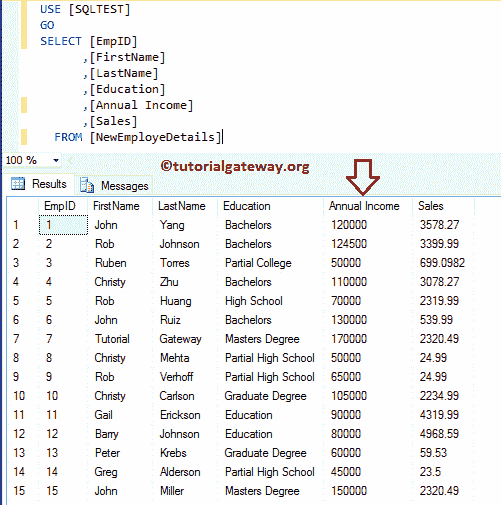 USE [SQLTEST]
GO
SELECT [EmpID]
,[FirstName]
,[LastName]
,[Education]
,[Annual Income]
,[Sales]
FROM [NewEmployeDetails]
100 %
©tutorialgateway.org
Results Messages
EmpID FirstName LastName Education Annual Income Sales
1 1 John Yang Bachelors 120000 3578.27
2 2 Rob Johnson Bachelors 124500 3399.99
3 3 Ruben Torres Partial College 50000 699.0982
4 4 Christy Zhu Bachelors 110000 3078.27
5 5 Rob Huang High School 70000 2319.99
6 6 John Ruiz Bachelors 130000 539.99
7 7 Tutorial Gateway Masters Degree 170000 2320.49
8 8 Christy Mehta Partial High School 50000 24.99
9 9 Rob Verhoff Partial High School 65000 24.99
10 10 Christy Carlson Graduate Degree 105000 2234.99
11 11 Gail Erickson Education 90000 4319.99
12 12 Barry Johnson Education 80000 4968.59
13 13 Peter Krebs Graduate Degree 60000 59.53
14 14 Greg Alderson Partial High School 45000 23.5
15 15 John Miller Masters Degree 150000 2320.49